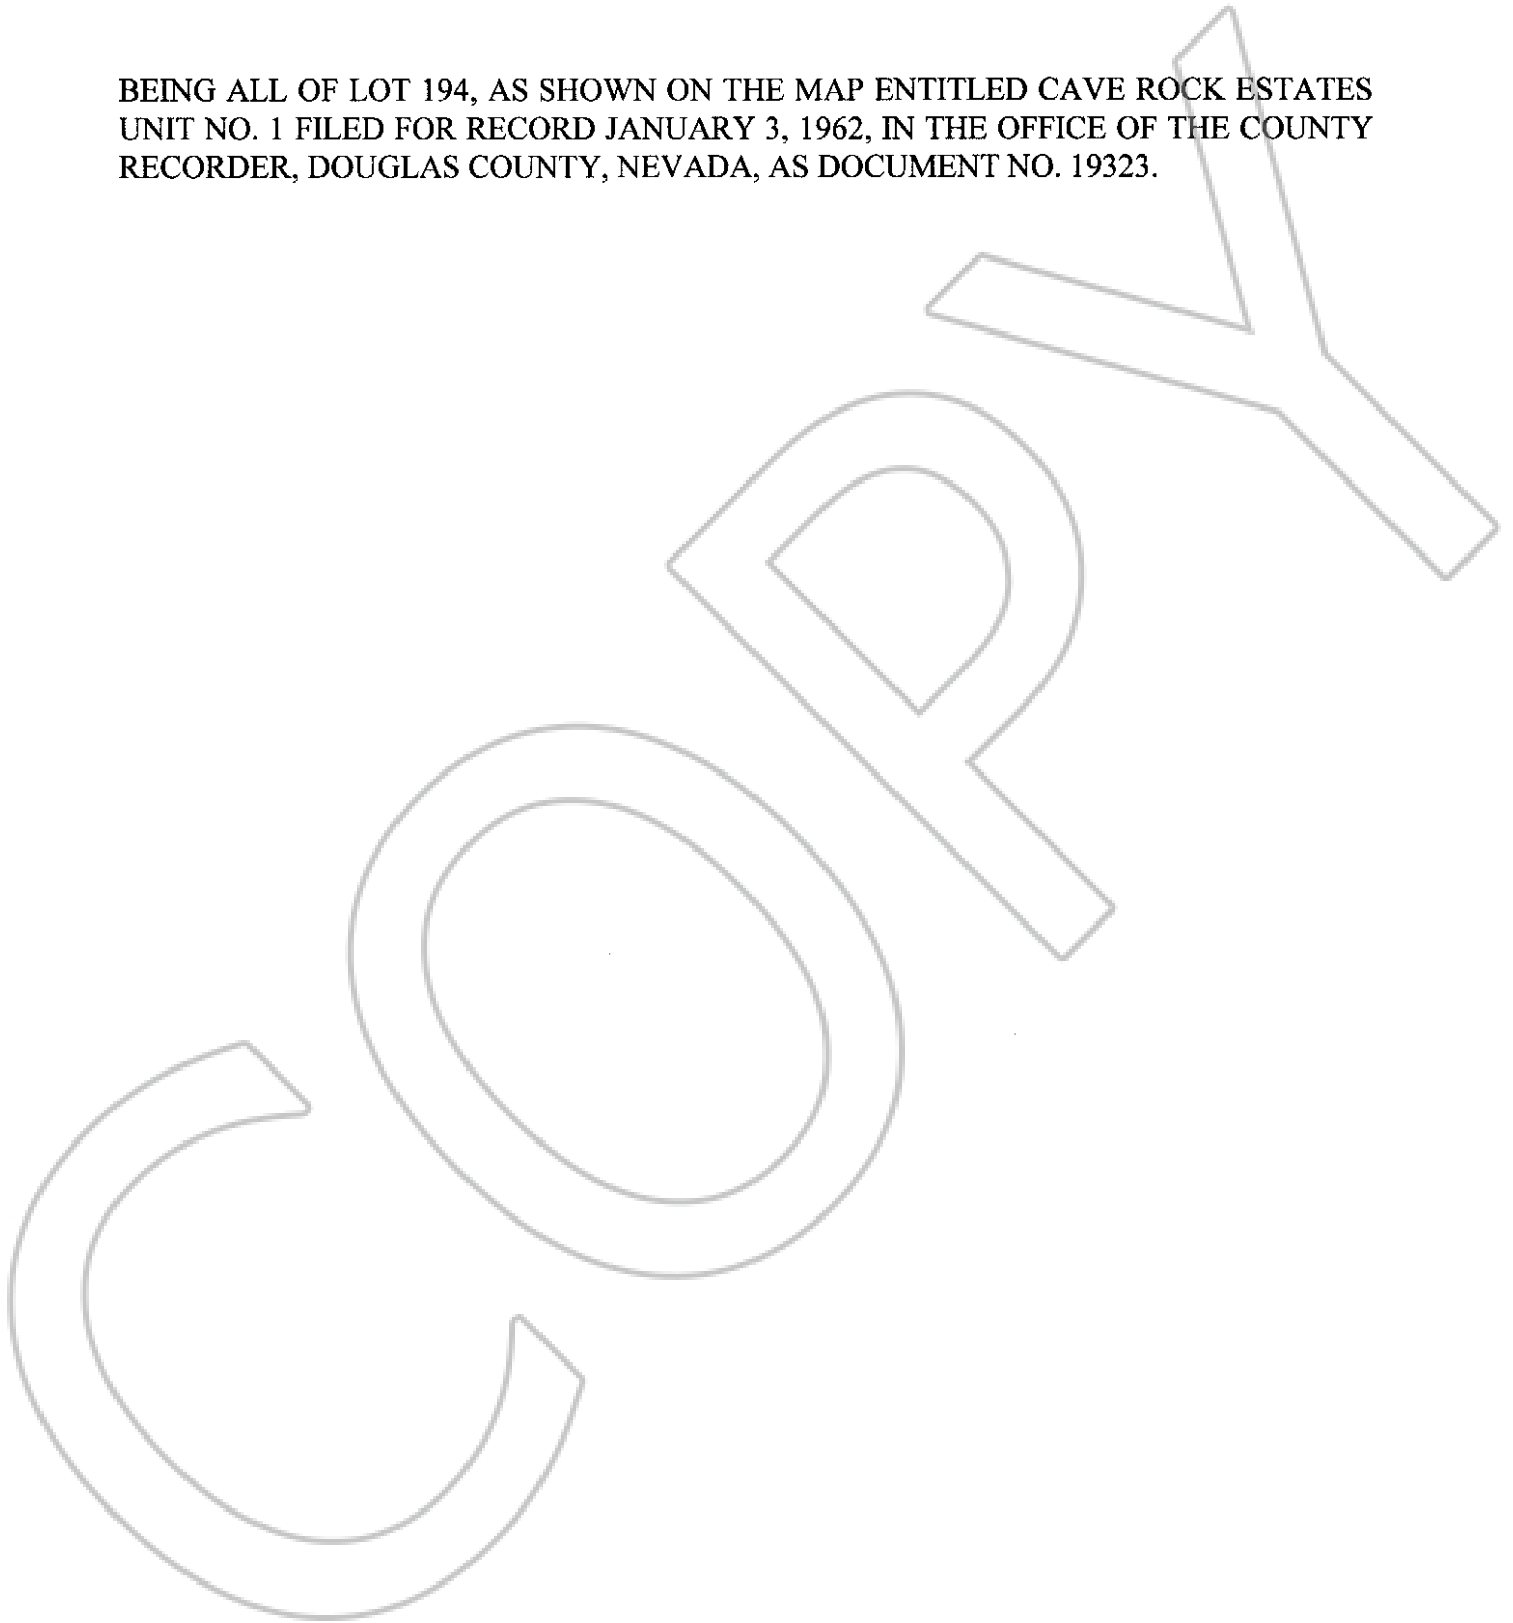 BEING ALL OF LOT 194, AS SHOWN ON THE MAP ENTITLED CAVE ROCK ESTATES
UNIT NO. 1 FILED FOR RECORD JANUARY 3, 1962, IN THE OFFICE OF THE COUNTY
RECORDER, DOUGLAS COUNTY, NEVADA, AS DOCUMENT NO. 19323.
COPY